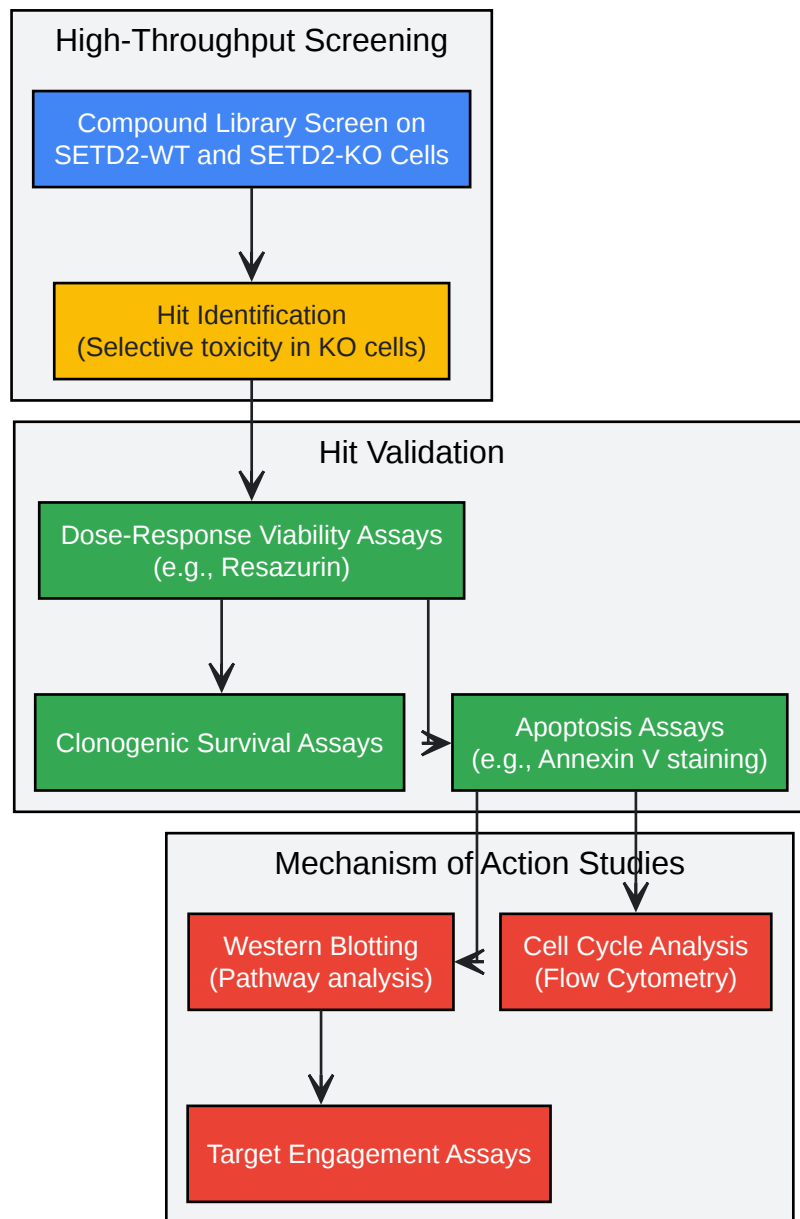 High-Throughput Screening
Compound Library Screen on
SETD2-WT and SETD2-KO Cells
Hit Identification
(Selective toxicity in KO cells)
Hit Validation
Dose-Response Viability Assays
(e.g., Resazurin)
Clonogenic Survival Assays
Apoptosis Assays
(e.g., Annexin V staining)
Mechanism of Action Studies
Western Blotting
(Pathway analysis)
Cell Cycle Analysis
(Flow Cytometry)
Target Engagement Assays